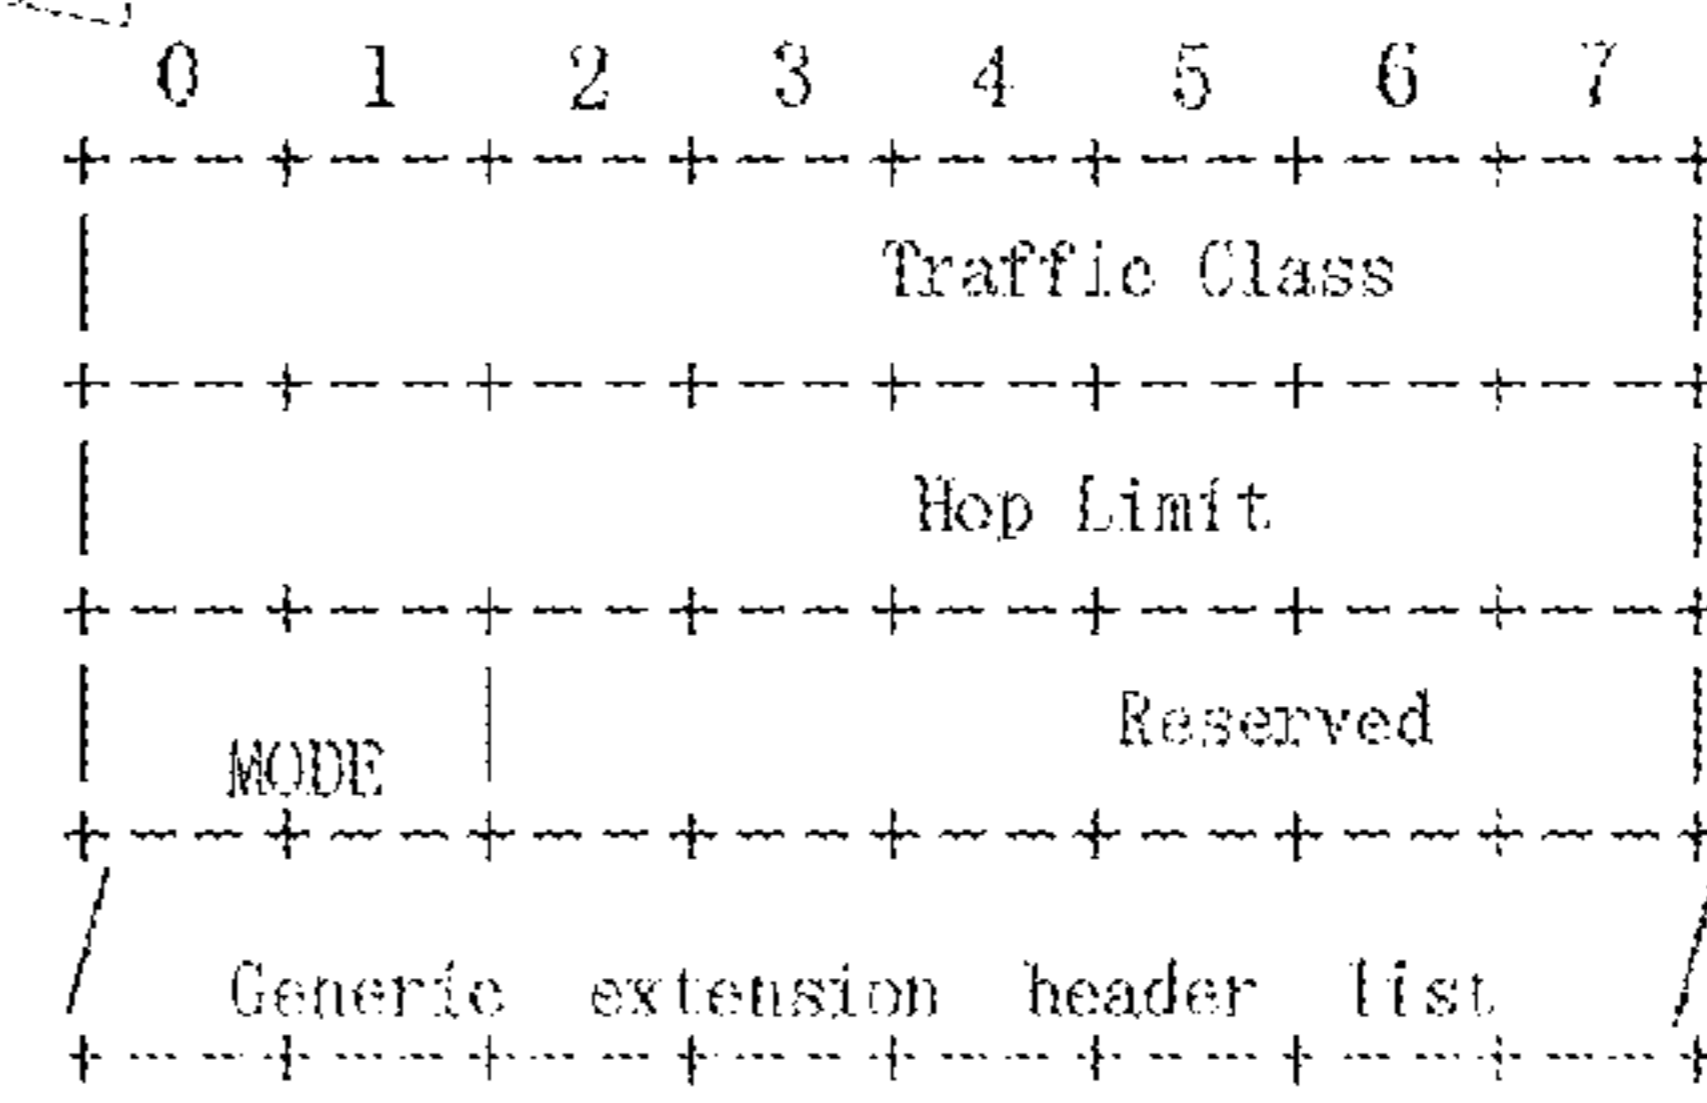 0 1 2 3 4 5 6 7
Traffic Class
Hop Limit
Reserved
MODE
Generic extension header list